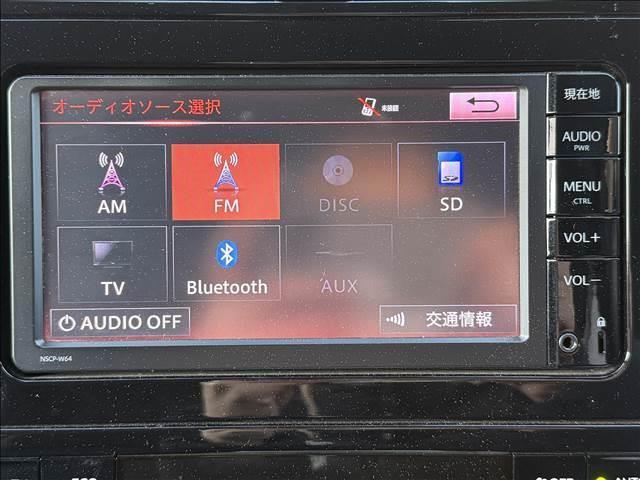 オーディオソース選択
未接続
現在地
AUDIO
PWR
MENU
CTRL
VOL+
VOL−
AM
FM
DISC
SD
TV
Bluetooth
AUX
AUDIO OFF
交通情報
NSCP-W64